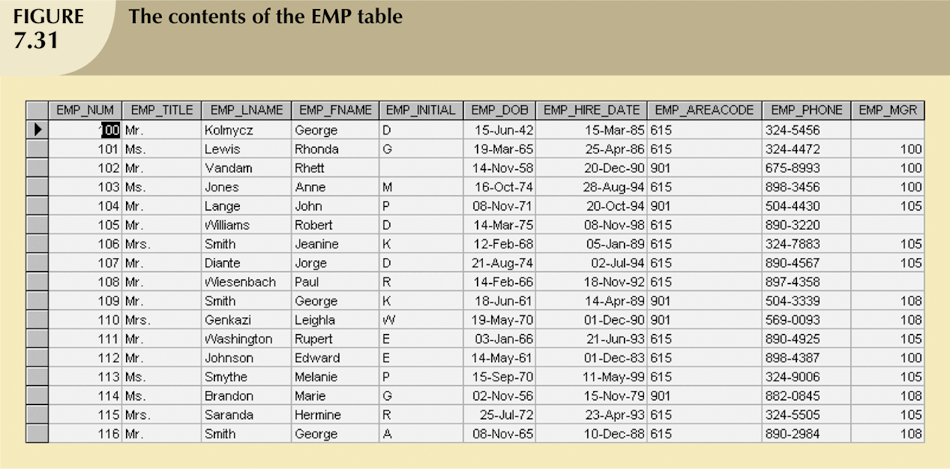 FIGURE 7.31
The contents of the EMP table
EMP_NUM EMP_TITLE EMP_LNAME EMP_FNAME EMP_INITIAL EMP_DOB EMP_HIRE_DATE EMP_AREACODE EMP_PHONE EMP_MGR
100 Mr. Kolmycz George D 15-Jun-42 15-Mar-85 615 324-5456
101 Ms. Lewis Rhonda G 19-Mar-65 25-Apr-86 615 324-4472 100
102 Mr. Vandam Rhett 14-Nov-58 20-Dec-90 901 675-8993 100
103 Ms. Jones Anne M 16-Oct-74 28-Aug-94 615 898-3456 100
104 Mr. Lange John P 08-Nov-71 20-Oct-94 901 504-4430 105
105 Mr. Williams Robert D 14-Mar-75 08-Nov-98 615 890-3220
106 Mrs. Smith Jeanine K 12-Feb-68 05-Jan-89 615 324-7883 105
107 Mr. Diante Jorge D 21-Aug-74 02-Jul-94 615 890-4567 105
108 Mr. Wiesenbach Paul R 14-Feb-66 18-Nov-92 615 897-4358
109 Mr. Smith George K 18-Jun-61 14-Apr-89 901 504-3339 108
110 Mrs. Genkazi Leighla W 19-May-70 01-Dec-90 901 569-0093 108
111 Mr. Washington Rupert E 03-Jan-66 21-Jun-93 615 890-4925 105
112 Mr. Johnson Edward E 14-May-61 01-Dec-83 615 898-4387 100
113 Ms. Smythe Melanie P 15-Sep-70 11-May-99 615 324-9006 105
114 Ms. Brandon Marie G 02-Nov-56 15-Nov-79 901 882-0845 108
115 Mrs. Saranda Hermine R 25-Jul-72 23-Apr-93 615 324-5505 105
116 Mr. Smith George A 08-Nov-65 10-Dec-88 615 890-2984 108